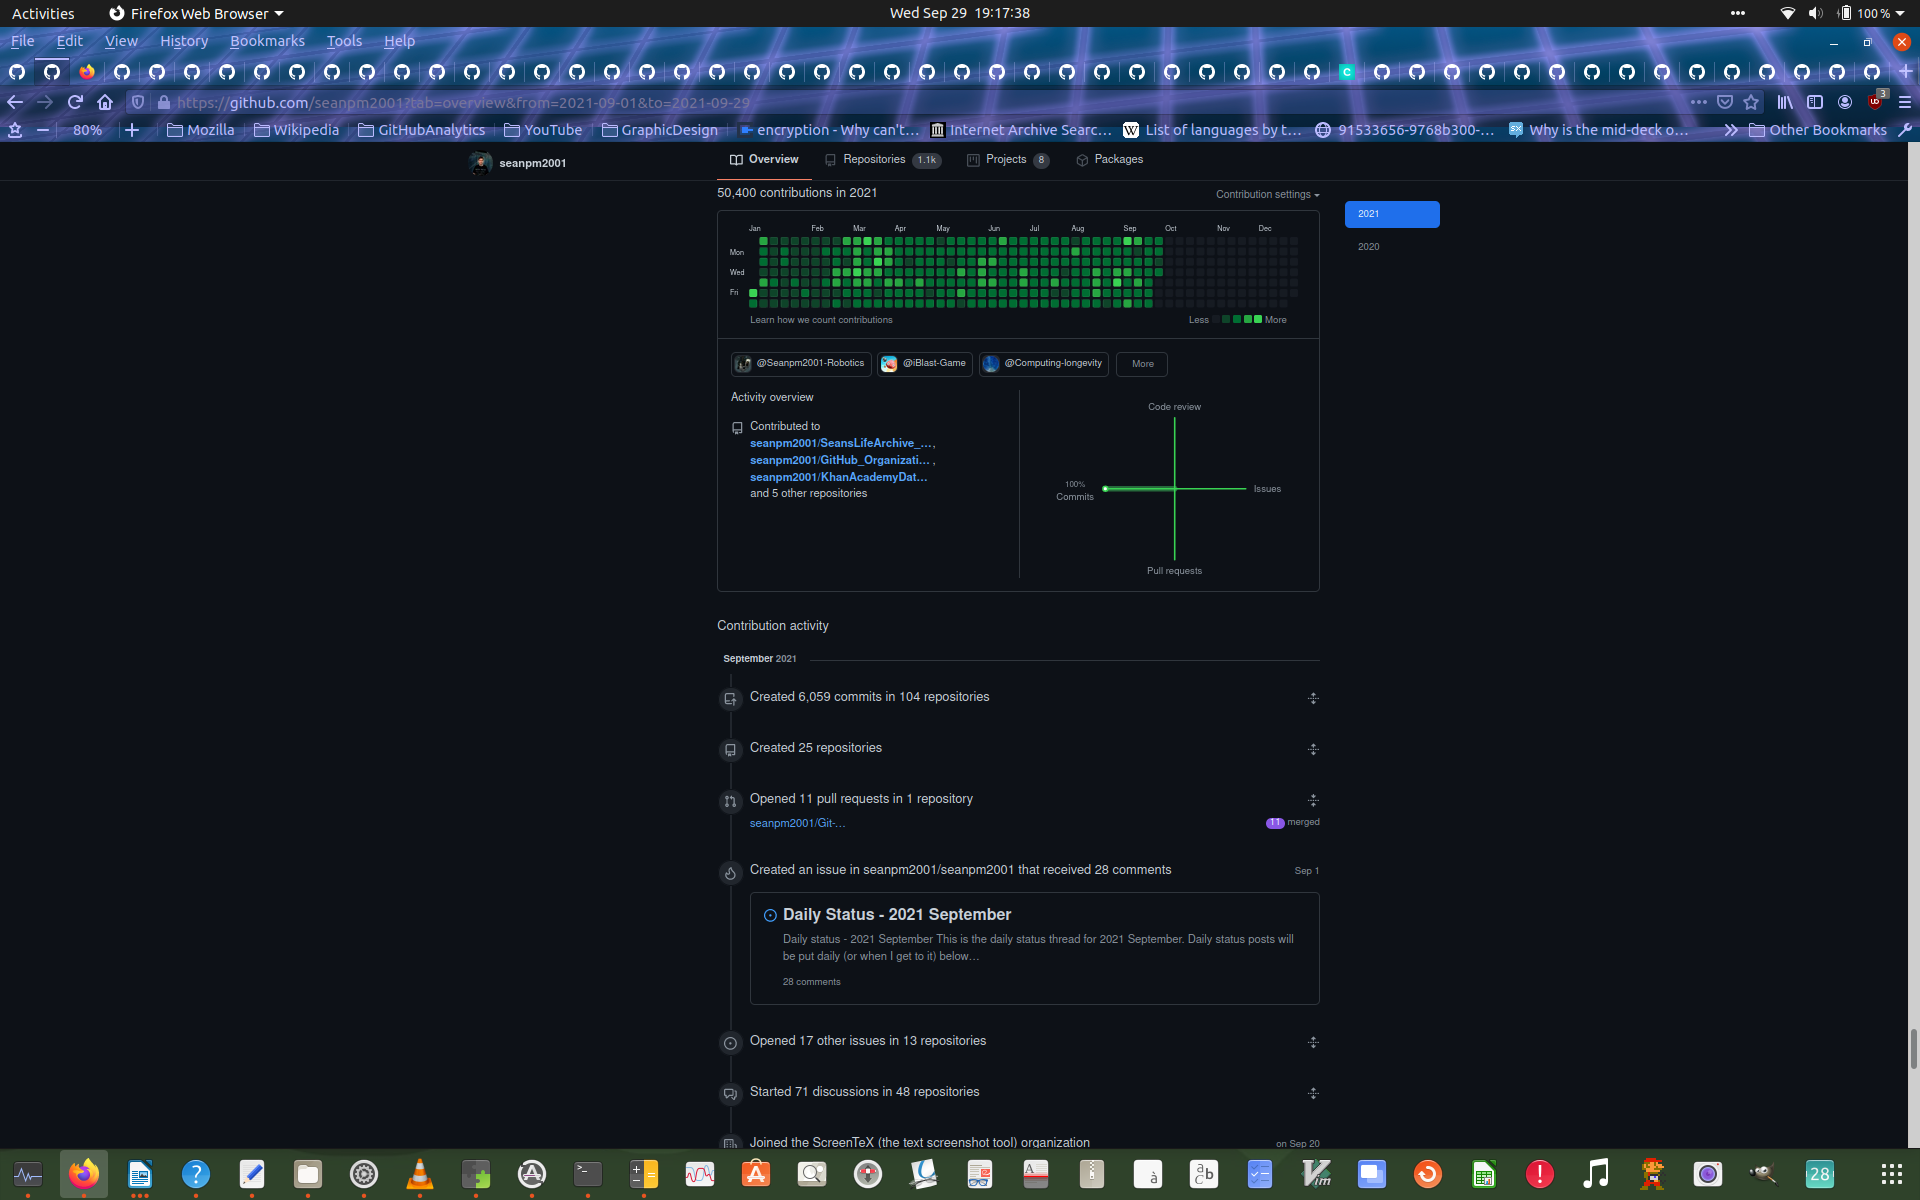 Activities
Firefox Web Browser
Wed Sep 29 19:17:38
100 %
File Edit View History Bookmarks Tools Help
https://github.com/seanpm2001?tab=overview&from=2021-09-01&to=2021-09-29
3
80%
Mozilla Wikipedia GitHubAnalytics YouTube GraphicDesign encryption - Why can't… Internet Archive Searc… List of languages by t… 91533656-9768b300-… Why is the mid-deck o… Other Bookmarks
seanpm2001
Overview Repositories 1.1k Projects 8 Packages
50,400 contributions in 2021
Contribution settings
2021
2020
Jan Feb Mar Apr May Jun Jul Aug Sep Oct Nov Dec
Mon
Wed
Fri
Learn how we count contributions
Less More
@Seanpm2001-Robotics @iBlast-Game @Computing-longevity More
Activity overview
Contributed to
seanpm2001/SeansLifeArchive_… ,
seanpm2001/GitHub_Organizati… ,
seanpm2001/KhanAcademyDat…
and 5 other repositories
Code review
100%
Commits
Issues
Pull requests
Contribution activity
September 2021
Created 6,059 commits in 104 repositories
Created 25 repositories
Opened 11 pull requests in 1 repository
seanpm2001/Git-…
11 merged
Created an issue in seanpm2001/seanpm2001 that received 28 comments
Sep 1
Daily Status - 2021 September
Daily status - 2021 September This is the daily status thread for 2021 September. Daily status posts will
be put daily (or when I get to it) below…
28 comments
Opened 17 other issues in 13 repositories
Started 71 discussions in 48 repositories
Joined the ScreenTeX (the text screenshot tool) organization
on Sep 20
28